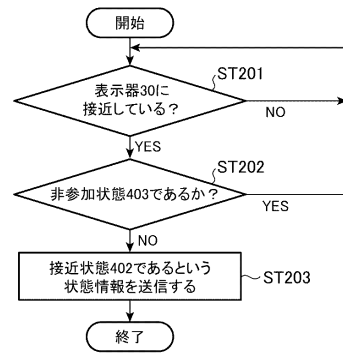 開始
ST201
表示器30に
接近している?
NO
YES
ST202
非参加状態403であるか?
YES
NO
接近状態402であるという
状態情報を送信する
ST203
終了